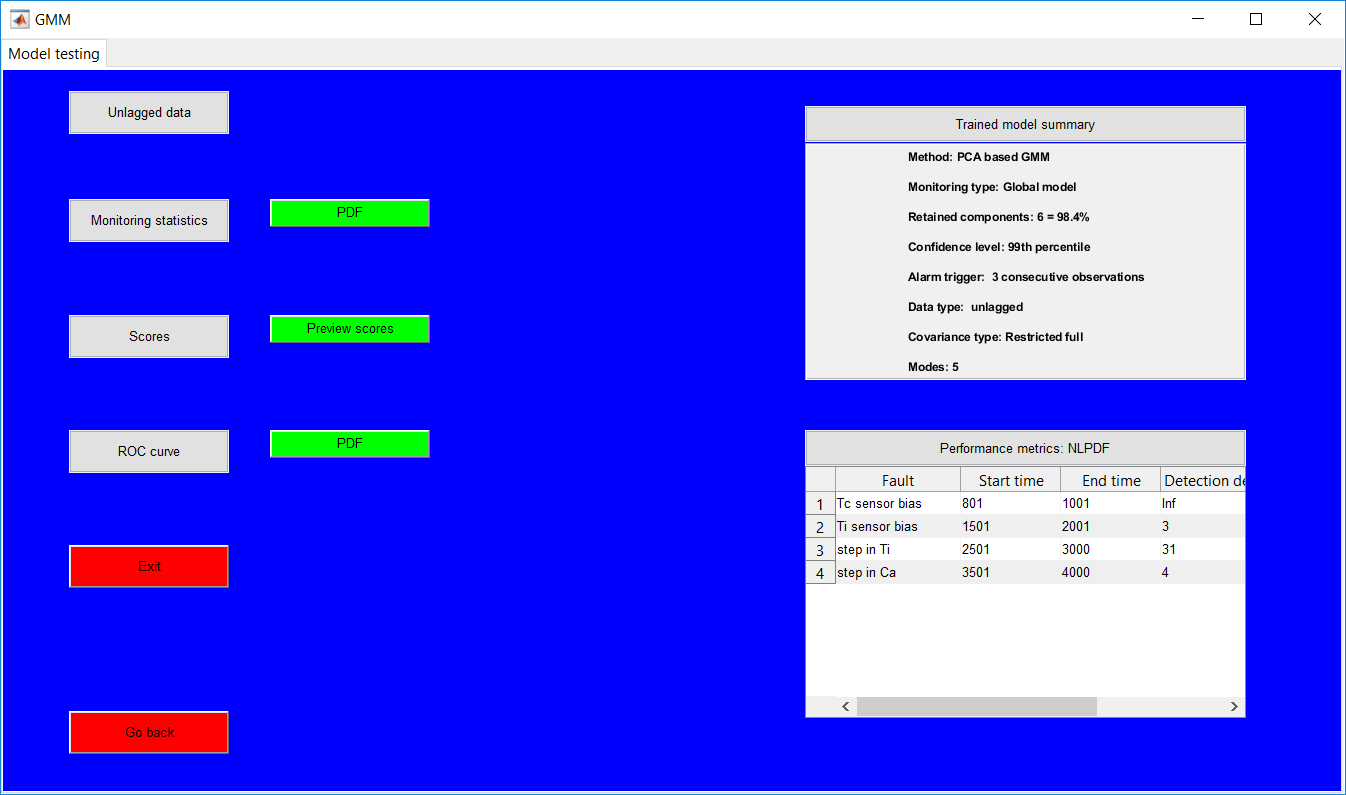 GMM
Model testing
Unlagged data
Monitoring statistics
PDF
Scores
Preview scores
ROC curve
PDF
Exit
Go back
Trained model summary
Method: PCA based GMM
Monitoring type: Global model
Retained components: 6 = 98.4%
Confidence level: 99th percentile
Alarm trigger:  3 consecutive observations
Data type:  unlagged
Covariance type: Restricted full
Modes: 5
Performance metrics: NLPDF
Fault Start time End time Detection de
1 Tc sensor bias 801 1001 Inf
2 Ti sensor bias 1501 2001 3
3 step in Ti 2501 3000 31
4 step in Ca 3501 4000 4